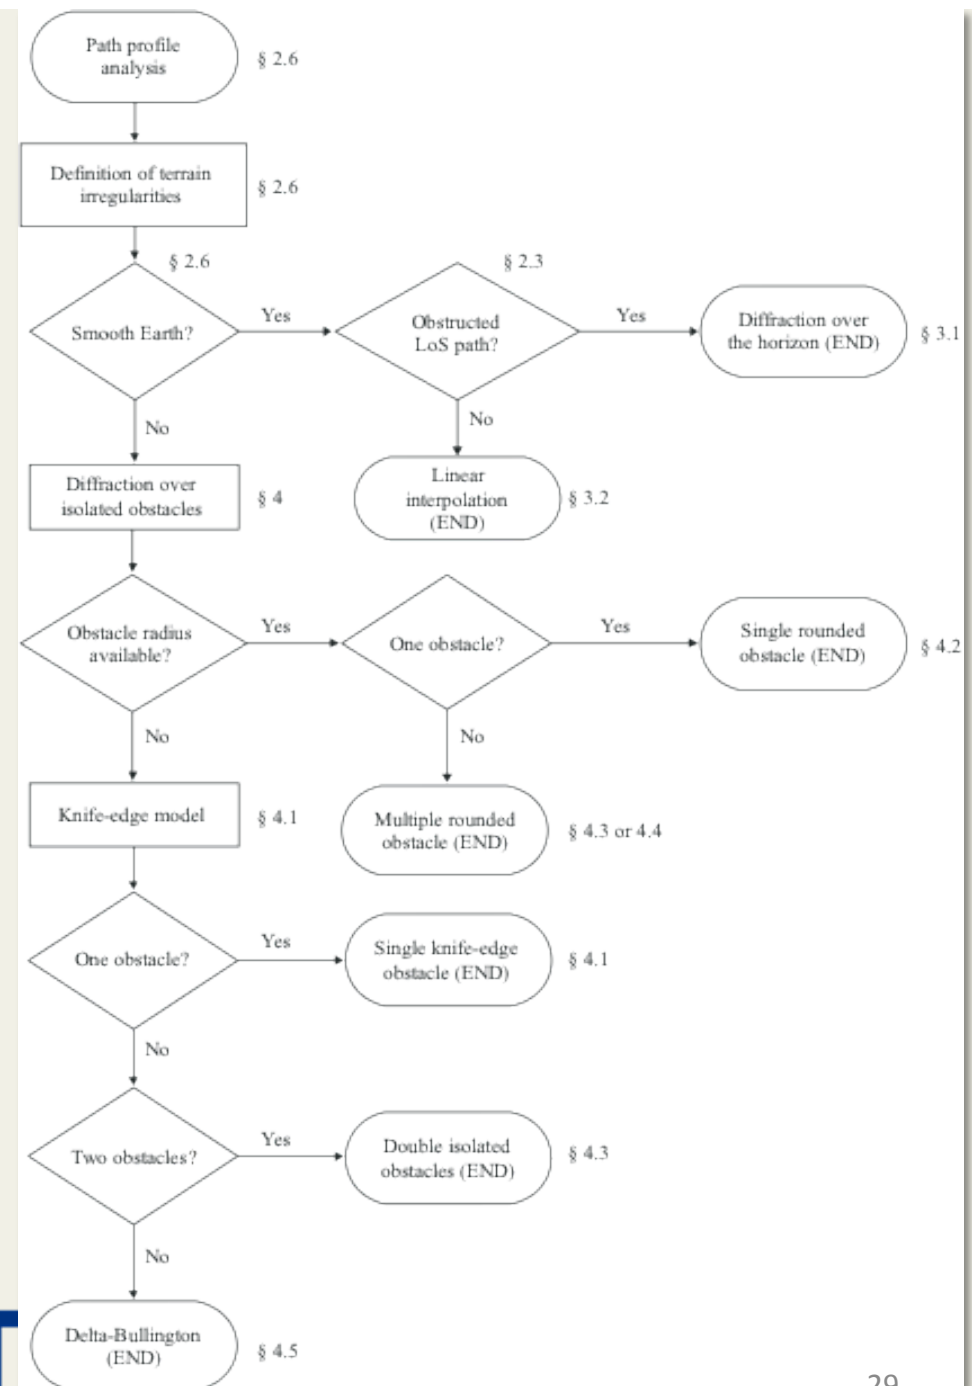 Path profile
analysis
§ 2.6
Definition of terrain
irregularities
§ 2.6
§ 2.6
§ 2.3
Smooth Earth?
Yes
Obstructed
LoS path?
Yes
Diffraction over
the horizon (END)
§ 3.1
No
No
Diffraction over
isolated obstacles
§ 4
Linear
interpolation
(END)
§ 3.2
Obstacle radius
available?
Yes
One obstacle?
Yes
Single rounded
obstacle (END)
§ 4.2
No
No
Knife-edge model
§ 4.1
Multiple rounded
obstacle (END)
§ 4.3 or 4.4
One obstacle?
Yes
Single knife-edge
obstacle (END)
§ 4.1
No
Two obstacles?
Yes
Double isolated
obstacles (END)
§ 4.3
No
Delta-Bullington
(END)
§ 4.5
29